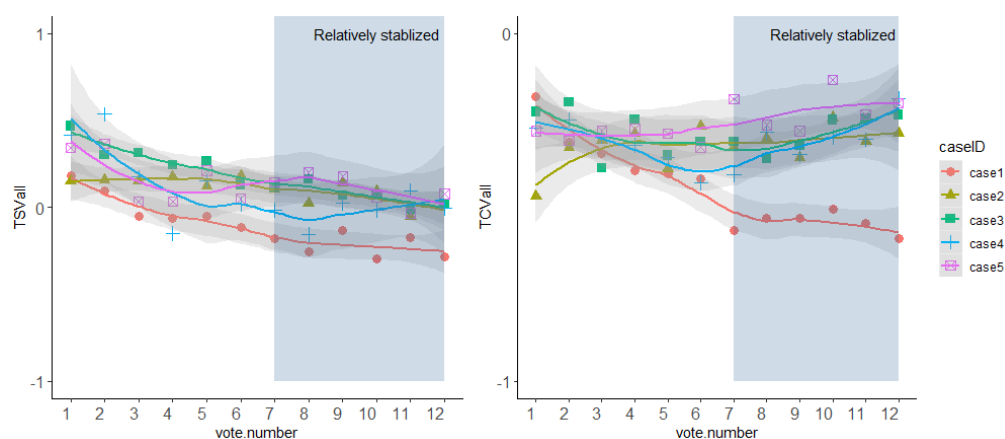 Relatively stablized
1
0
-1
TSVall
1 2 3 4 5 6 7 8 9 10 11 12
vote.number
Relatively stablized
0
-1
TCVall
1 2 3 4 5 6 7 8 9 10 11 12
vote.number
caseID
case1
case2
case3
case4
case5